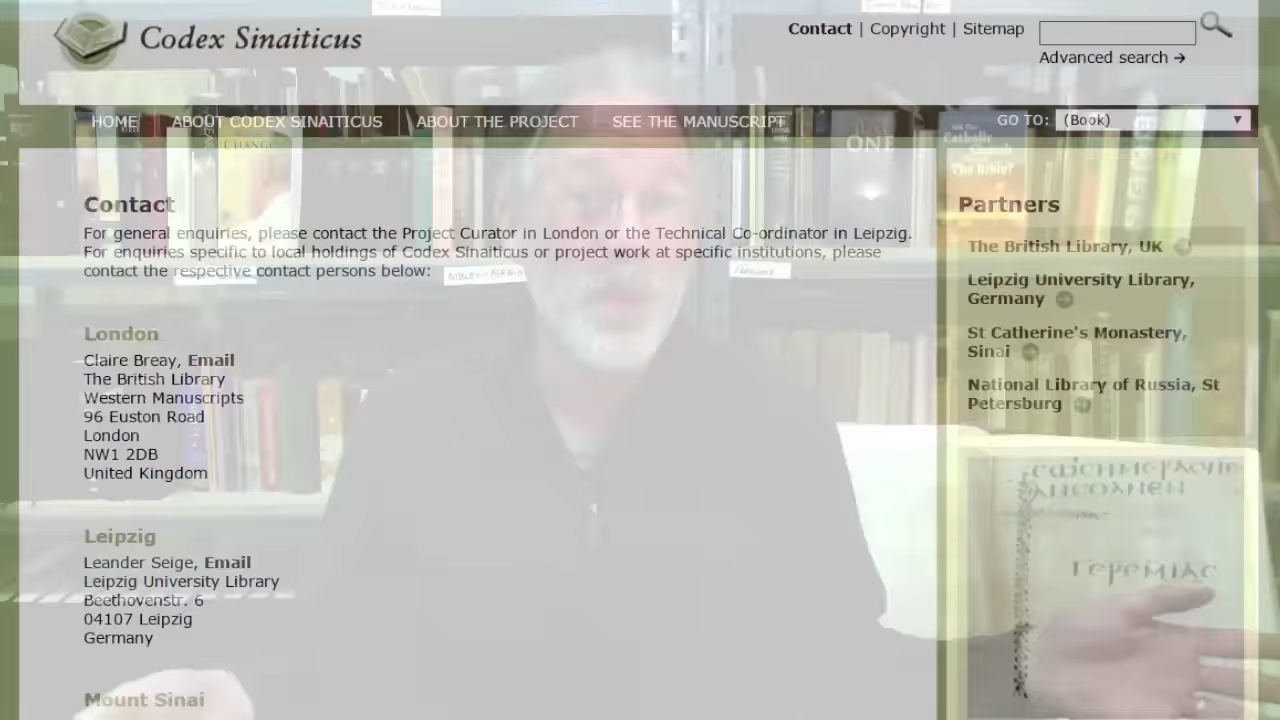 Codex Sinaiticus
Contact | Copyright | Sitemap
Advanced search →
HOME
ABOUT CODEX SINAITICUS
ABOUT THE PROJECT
SEE THE MANUSCRIPT
GO TO: (Book)
ONE
Catholic
The Bible?
Contact
For general enquiries, please contact the Project Curator in London or the Technical Co-ordinator in Leipzig.
For enquiries specific to local holdings of Codex Sinaiticus or project work at specific institutions, please
contact the respective contact persons below:
London
Claire Breay, Email
The British Library
Western Manuscripts
96 Euston Road
London
NW1 2DB
United Kingdom
Leipzig
Leander Seige, Email
Leipzig University Library
Beethovenstr. 6
04107 Leipzig
Germany
Mount Sinai
Partners
The British Library, UK
Leipzig University Library,
Germany
St Catherine's Monastery,
Sinai
National Library of Russia, St
Petersburg